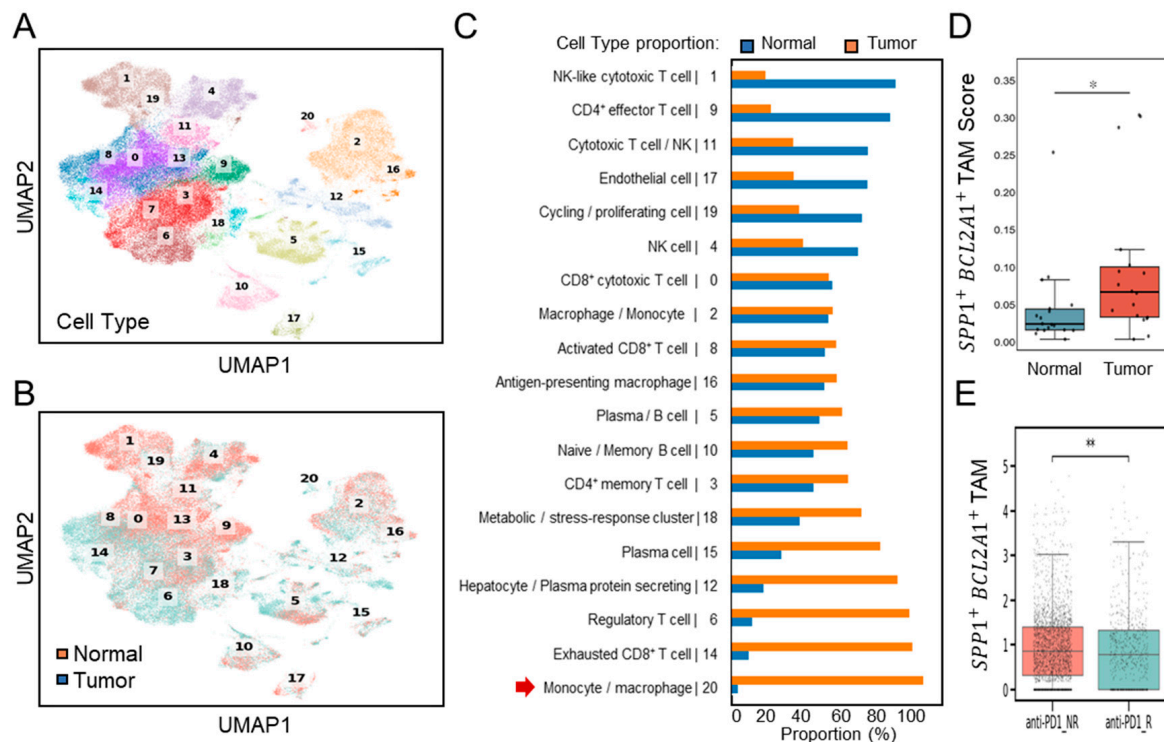 A
1
19
4
20
2
11
8
0
13
9
16
14
3
7
12
18
6
5
15
10
17
Cell Type
UMAP2
UMAP1
B
1
19
4
20
2
11
8
0
13
9
16
14
3
7
12
18
6
5
15
10
17
Normal
Tumor
UMAP2
UMAP1
C
Cell Type proportion: Normal Tumor
NK-like cytotoxic T cell | 1
CD4⁺ effector T cell | 9
Cytotoxic T cell / NK | 11
Endothelial cell | 17
Cycling / proliferating cell | 19
NK cell | 4
CD8⁺ cytotoxic T cell | 0
Macrophage / Monocyte | 2
Activated CD8⁺ T cell | 8
Antigen-presenting macrophage | 16
Plasma / B cell | 5
Naive / Memory B cell | 10
CD4⁺ memory T cell | 3
Metabolic / stress-response cluster | 18
Plasma cell | 15
Hepatocyte / Plasma protein secreting | 12
Regulatory T cell | 6
Exhausted CD8⁺ T cell | 14
Monocyte / macrophage | 20
0 20 40 60 80 100
Proportion (%)
D
SPP1⁺ BCL2A1⁺ TAM Score
0.35
0.30
0.25
0.20
0.15
0.10
0.05
0.00
*
Normal Tumor
E
SPP1⁺ BCL2A1⁺ TAM
5
4
3
2
1
0
anti-PD1_NR anti-PD1_R